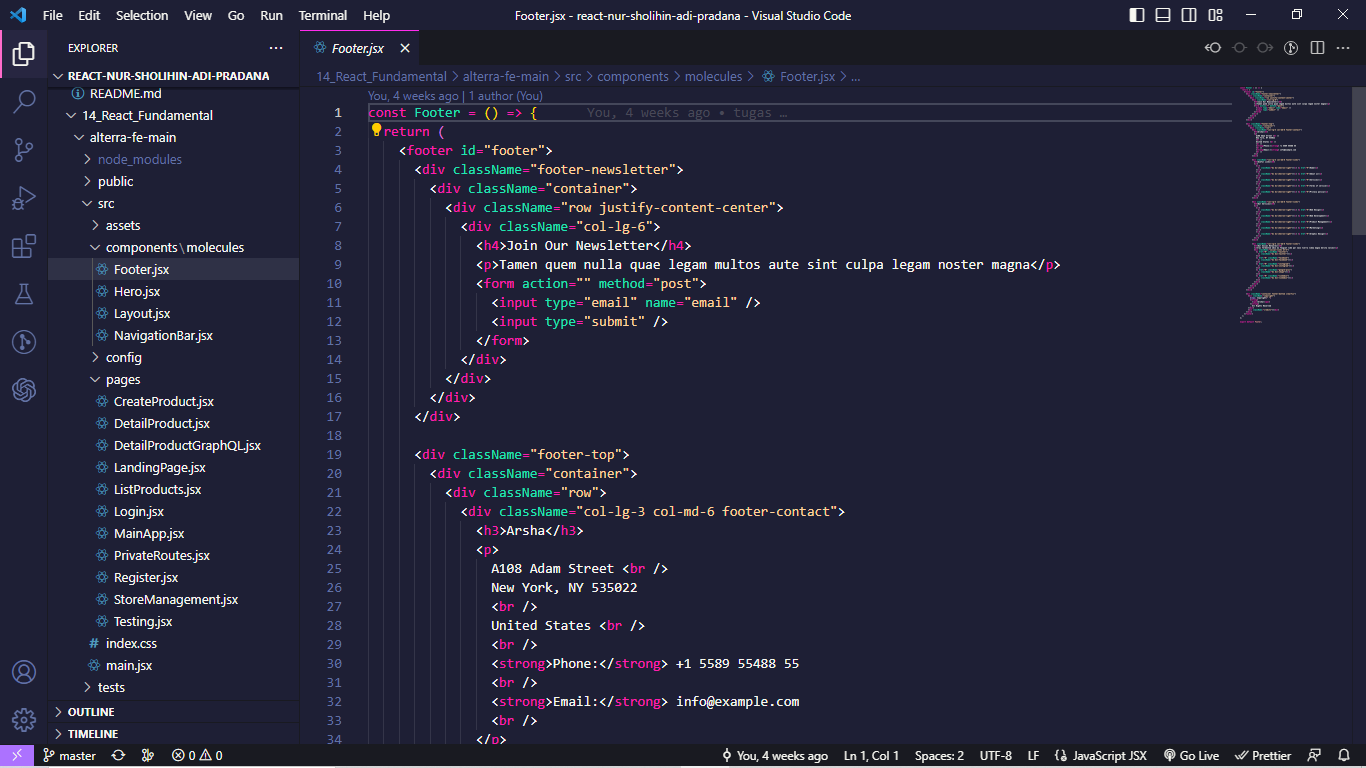 File Edit Selection View Go Run Terminal Help
Footer.jsx - react-nur-sholihin-adi-pradana - Visual Studio Code
EXPLORER
REACT-NUR-SHOLIHIN-ADI-PRADANA
README.md
14_React_Fundamental
alterra-fe-main
node_modules
public
src
assets
components\molecules
Footer.jsx
Hero.jsx
Layout.jsx
NavigationBar.jsx
config
pages
CreateProduct.jsx
DetailProduct.jsx
DetailProductGraphQL.jsx
LandingPage.jsx
ListProducts.jsx
Login.jsx
MainApp.jsx
PrivateRoutes.jsx
Register.jsx
StoreManagement.jsx
Testing.jsx
# index.css
main.jsx
tests
OUTLINE
TIMELINE
Footer.jsx
14_React_Fundamental > alterra-fe-main > src > components > molecules > Footer.jsx > ...
You, 4 weeks ago | 1 author (You)
1 const Footer = () => { You, 4 weeks ago • tugas …
2 return (
3 <footer id="footer">
4 <div className="footer-newsletter">
5 <div className="container">
6 <div className="row justify-content-center">
7 <div className="col-lg-6">
8 <h4>Join Our Newsletter</h4>
9 <p>Tamen quem nulla quae legam multos aute sint culpa legam noster magna</p>
10 <form action="" method="post">
11 <input type="email" name="email" />
12 <input type="submit" />
13 </form>
14 </div>
15 </div>
16 </div>
17 </div>
18
19 <div className="footer-top">
20 <div className="container">
21 <div className="row">
22 <div className="col-lg-3 col-md-6 footer-contact">
23 <h3>Arsha</h3>
24 <p>
25 A108 Adam Street <br />
26 New York, NY 535022
27 <br />
28 United States <br />
29 <br />
30 <strong>Phone:</strong> +1 5589 55488 55
31 <br />
32 <strong>Email:</strong> info@example.com
33 <br />
34 </p>
master 0 0 You, 4 weeks ago Ln 1, Col 1 Spaces: 2 UTF-8 LF {} JavaScript JSX Go Live Prettier